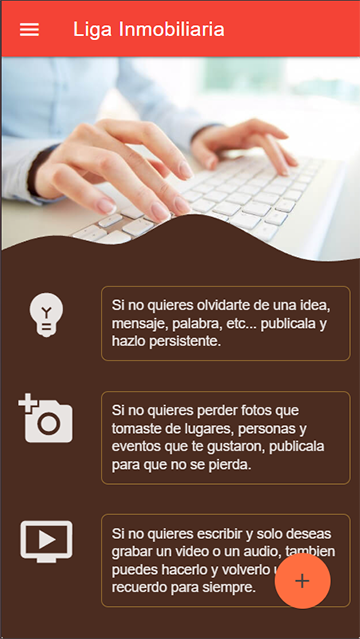 Liga Inmobiliaria
Si no quieres olvidarte de una idea,
mensaje, palabra, etc... publicala y
hazlo persistente.
Si no quieres perder fotos que
tomaste de lugares, personas y
eventos que te gustaron, publicala
para que no se pierda.
Si no quieres escribir y solo deseas
grabar un video o un audio, tambien
puedes hacerlo y volverlo
recuerdo para siempre.